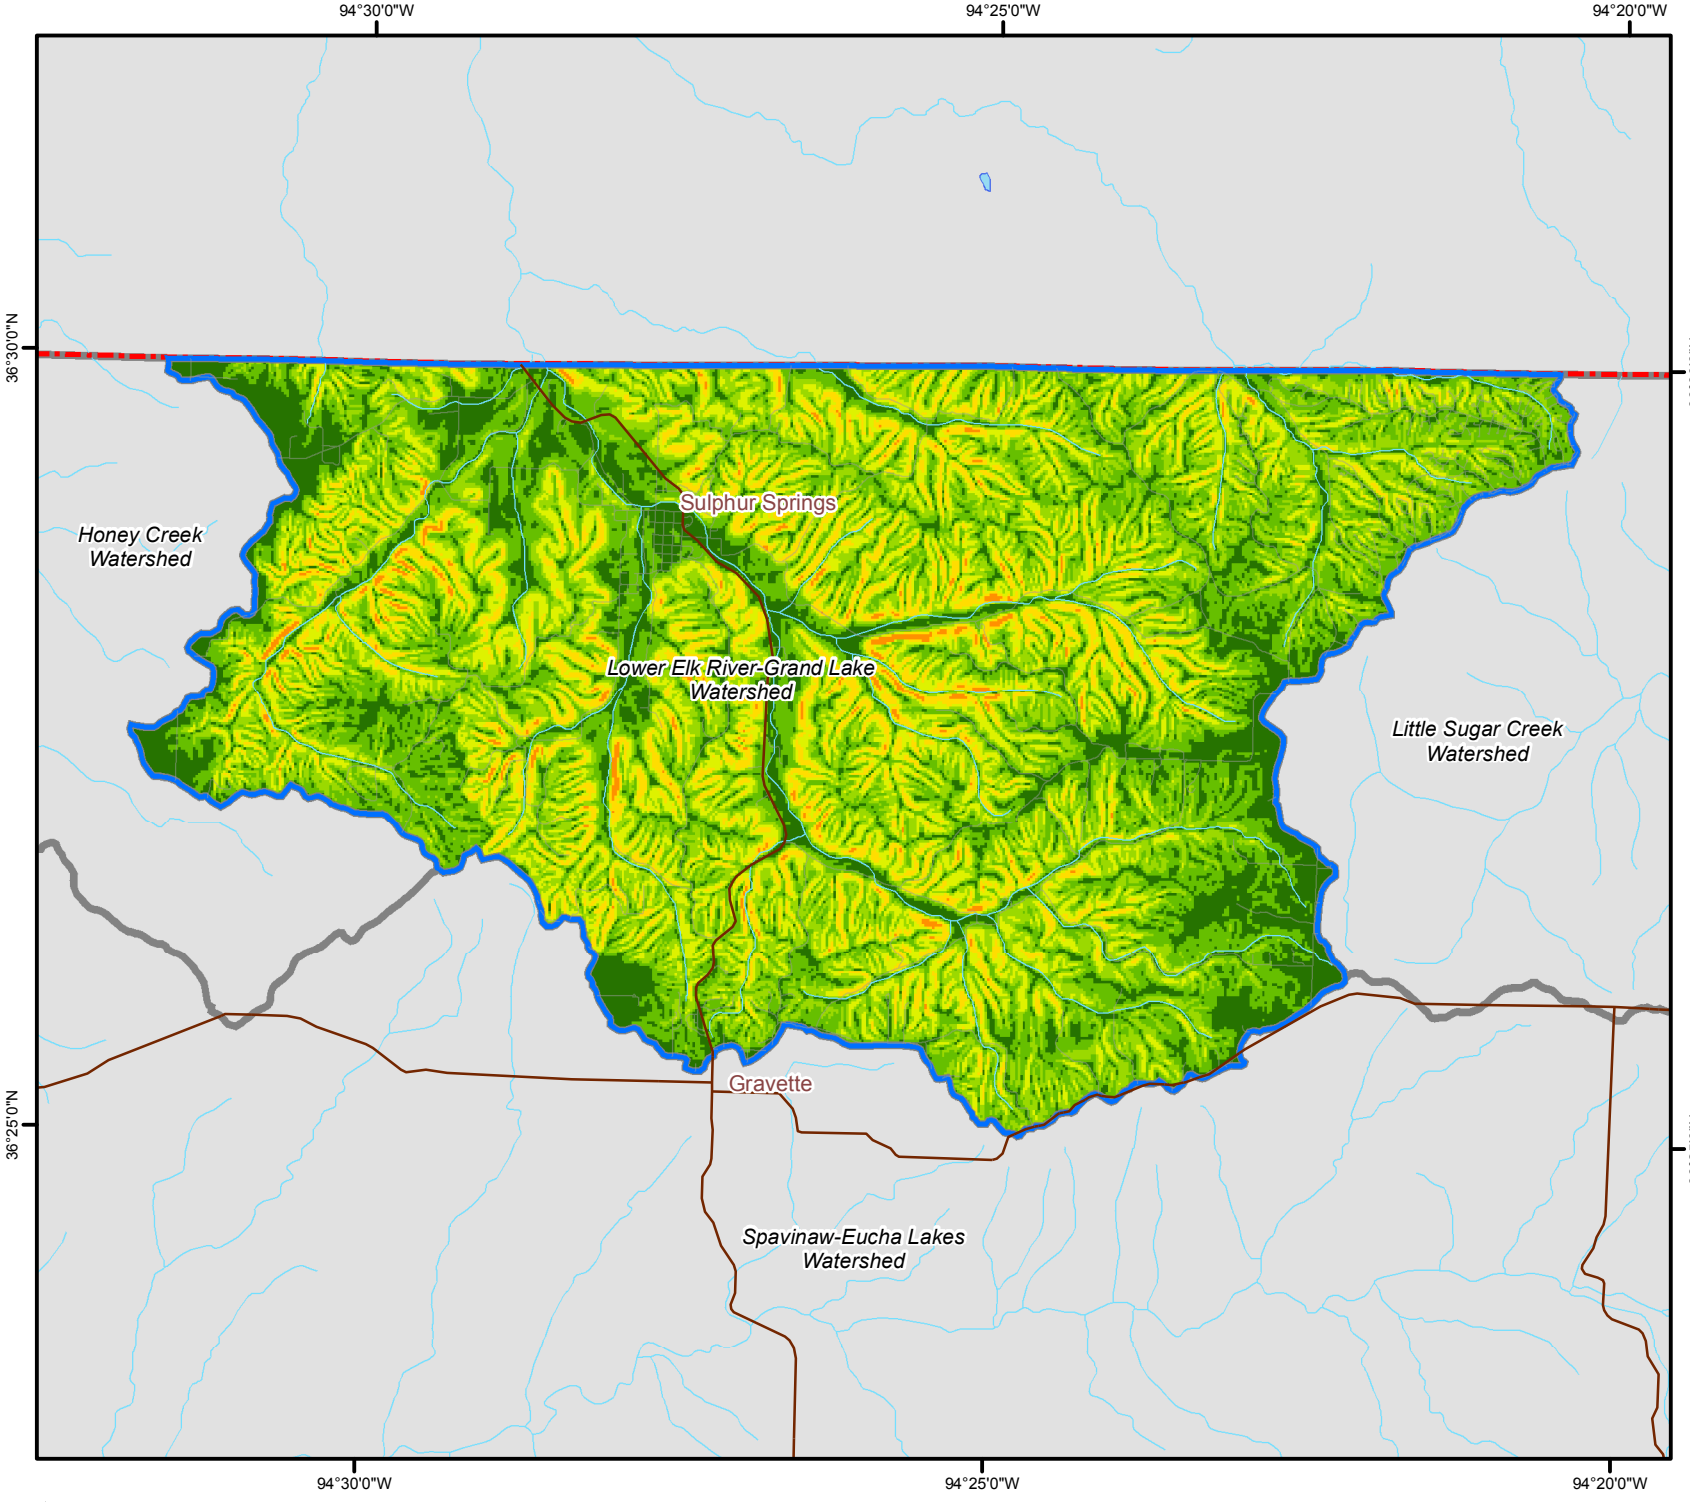 94°30'0"W
94°25'0"W
94°20'0"W
36°30'0"N
Sulphur Springs
Honey Creek
Watershed
Lower Elk River-Grand Lake
Watershed
Little Sugar Creek
Watershed
Gravette
36°25'0"N
Spavinaw-Eucha Lakes
Watershed
94°30'0"W
94°25'0"W
94°20'0"W